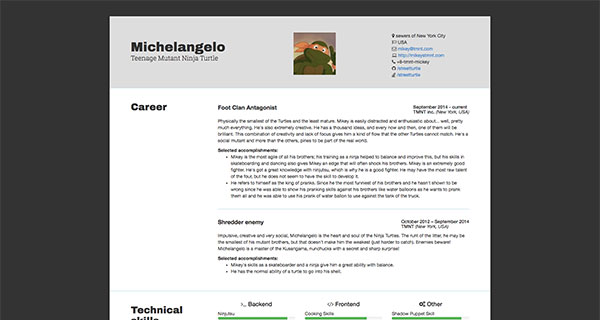 Michelangelo
Teenage Mutant Ninja Turtle
sewers of New York City
USA
mikey@tmnt.com
http://mikeystmnt.com
+8-tmnt-mickey
/streetturtle
/streetturtle
Career
Foot Clan Antagonist
September 2014 – current
TMNT inc. (New York, USA)
Physically the smallest of the Turtles and the least mature. Mikey is easily distracted and enthusiastic about... well, pretty
much everything. He's also extremely creative. He has a thousand ideas, and every now and then, one of them will be
brilliant. This combination of creativity and lack of focus gives him a kind of flow that the other Turtles cannot match. He's a
social mutant and more than the others, pines to be part of the real world.
Selected accomplishments:
• Mikey is the most agile of all his brothers; his training as a ninja helped to balance and improve this, but his skills in
skateboarding and dancing also gives Mikey an edge that will often shock his brothers. Mikey is an extremely good
fighter. He's got a great knowledge with ninjutsu, which is why he is a good fighter. He may have the most raw talent
of the four, but he does not seem to have the skill to develop it.
• He refers to himself as the king of pranks. Since he the most funniest of his brothers and he hasn't shown to be
wrong since he was able to show his pranking skills against his brothers like water balloons as he wants to prank
them all and he was able to use his prank of water balloon to use against the tank of the truck.
Shredder enemy
October 2012 – September 2014
TMNT (New York, USA)
Impulsive, creative and very social, Michelangelo is the heart and soul of the Ninja Turtles. The runt of the litter, he may be
the smallest of his mutant brothers, but that doesn't make him the weakest (just harder to catch). Enemies beware!
Michelangelo is a master of the Kusarigama, nunchucks with a secret and sharp surprise!
Selected accomplishments:
• Mikey's skills as a skateboarder and a ninja give him a great ability with balance.
• He has the normal ability of a turtle to go into his shell.
Technical
skills
Backend
Frontend
Other
Ninjutsu
Cooking Skills
Shadow Puppet Skill